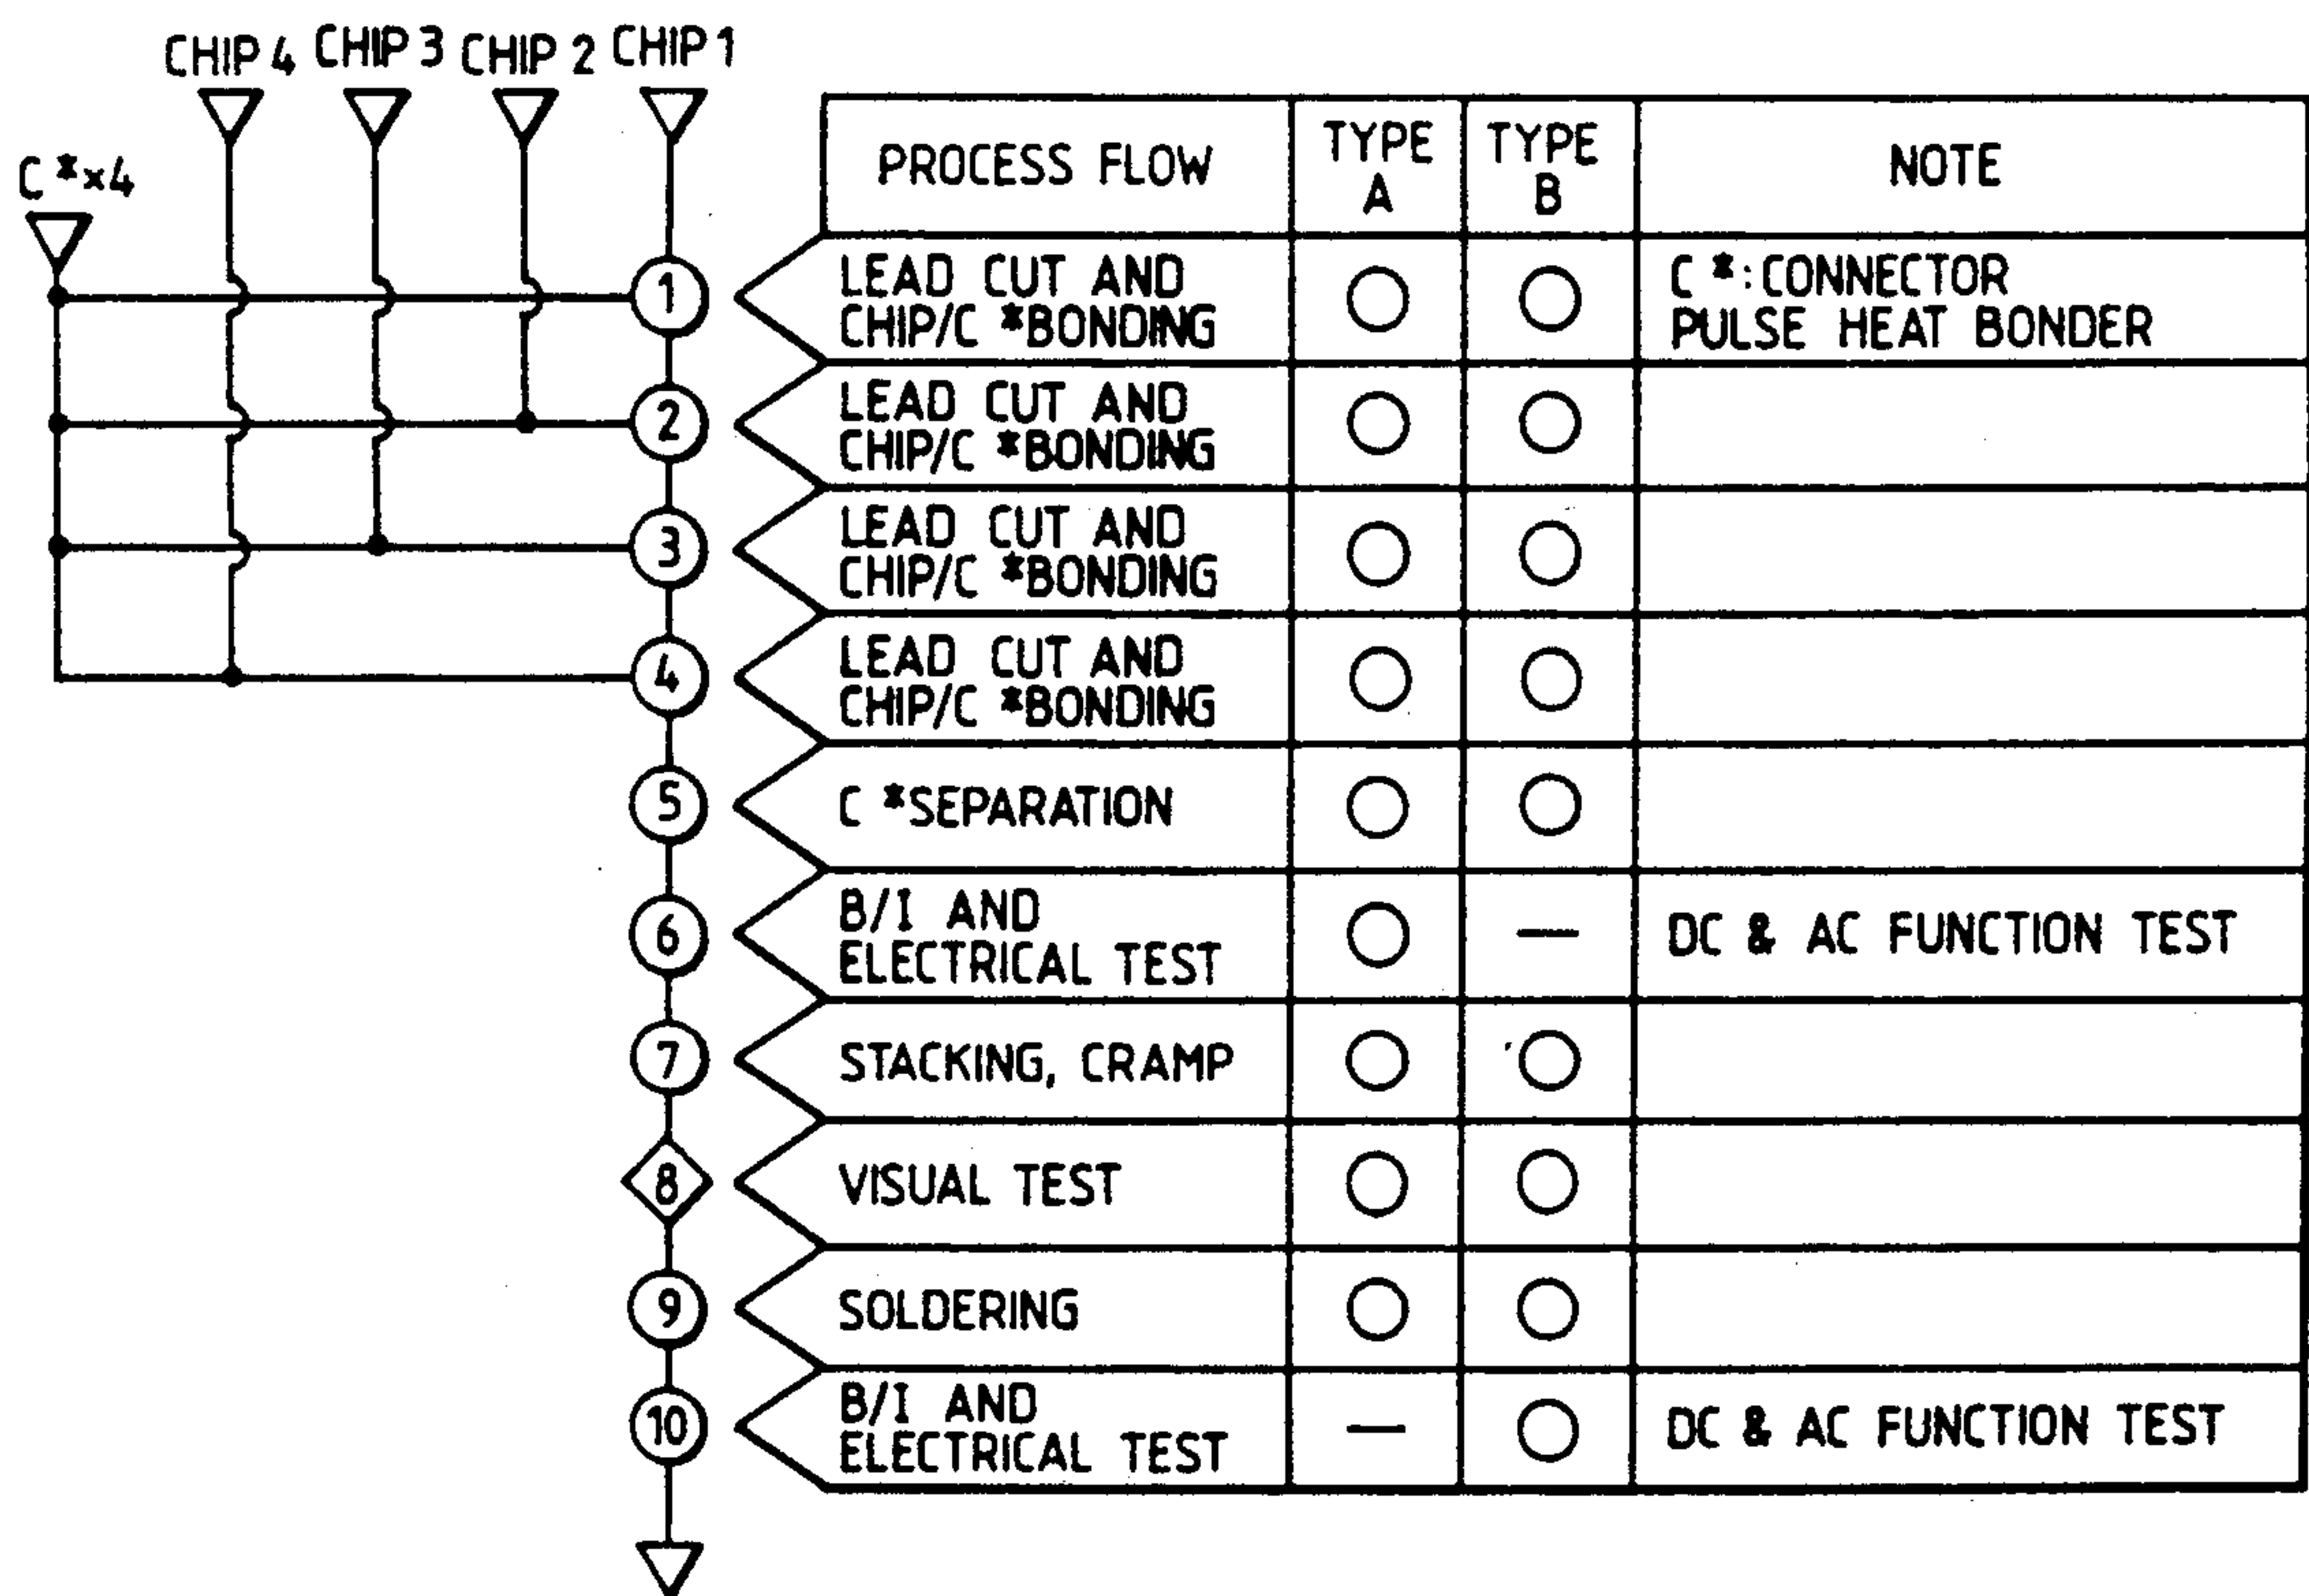 CHIP 4 CHIP 3 CHIP 2 CHIP 1
C *×4
PROCESS FLOW
TYPE
A
TYPE
B
NOTE
1
LEAD CUT AND
CHIP/C *BONDING
C *: CONNECTOR
PULSE HEAT BONDER
2
LEAD CUT AND
CHIP/C *BONDING
3
LEAD CUT AND
CHIP/C *BONDING
4
LEAD CUT AND
CHIP/C *BONDING
5
C *SEPARATION
6
B/I AND
ELECTRICAL TEST
—
DC & AC FUNCTION TEST
7
STACKING, CRAMP
8
VISUAL TEST
9
SOLDERING
10
B/I AND
ELECTRICAL TEST
—
DC & AC FUNCTION TEST